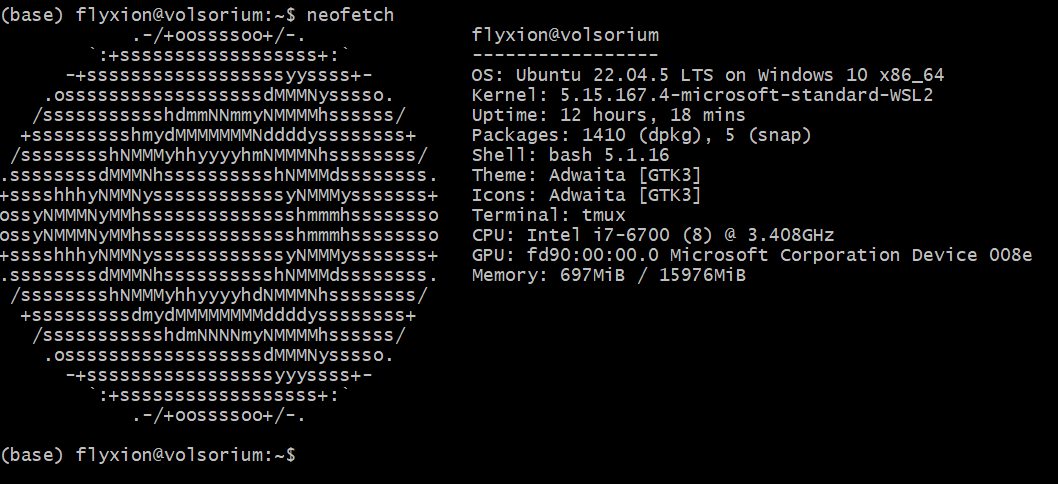 (base) flyxion@volsorium:~$ neofetch
            .-/+oossssoo+/-.               flyxion@volsorium
        `:+ssssssssssssssssss+:`           -----------------
      -+ssssssssssssssssssyyssss+-         OS: Ubuntu 22.04.5 LTS on Windows 10 x86_64
    .ossssssssssssssssssdMMMNysssso.       Kernel: 5.15.167.4-microsoft-standard-WSL2
   /ssssssssssshdmmNNmmyNMMMMhssssss/      Uptime: 12 hours, 18 mins
  +ssssssssshmydMMMMMMMNddddyssssssss+     Packages: 1410 (dpkg), 5 (snap)
 /sssssssshNMMMyhhyyyyhmNMMMNhssssssss/    Shell: bash 5.1.16
.ssssssssdMMMNhsssssssssshNMMMdssssssss.   Theme: Adwaita [GTK3]
+sssshhhyNMMNyssssssssssssyNMMMysssssss+   Icons: Adwaita [GTK3]
ossyNMMMNyMMhsssssssssssssshmmmhssssssso   Terminal: tmux
ossyNMMMNyMMhsssssssssssssshmmmhssssssso   CPU: Intel i7-6700 (8) @ 3.408GHz
+sssshhhyNMMNyssssssssssssyNMMMysssssss+   GPU: fd90:00:00.0 Microsoft Corporation Device 008e
.ssssssssdMMMNhsssssssssshNMMMdssssssss.   Memory: 697MiB / 15976MiB
 /sssssssshNMMMyhhyyyyhdNMMMNhssssssss/
  +sssssssssdmydMMMMMMMMddddyssssssss+
   /ssssssssssshdmNNNNmyNMMMMhssssss/
    .ossssssssssssssssssdMMMNysssso.
      -+sssssssssssssssssyyyssss+-
        `:+ssssssssssssssssss+:`
            .-/+oossssoo+/-.
(base) flyxion@volsorium:~$